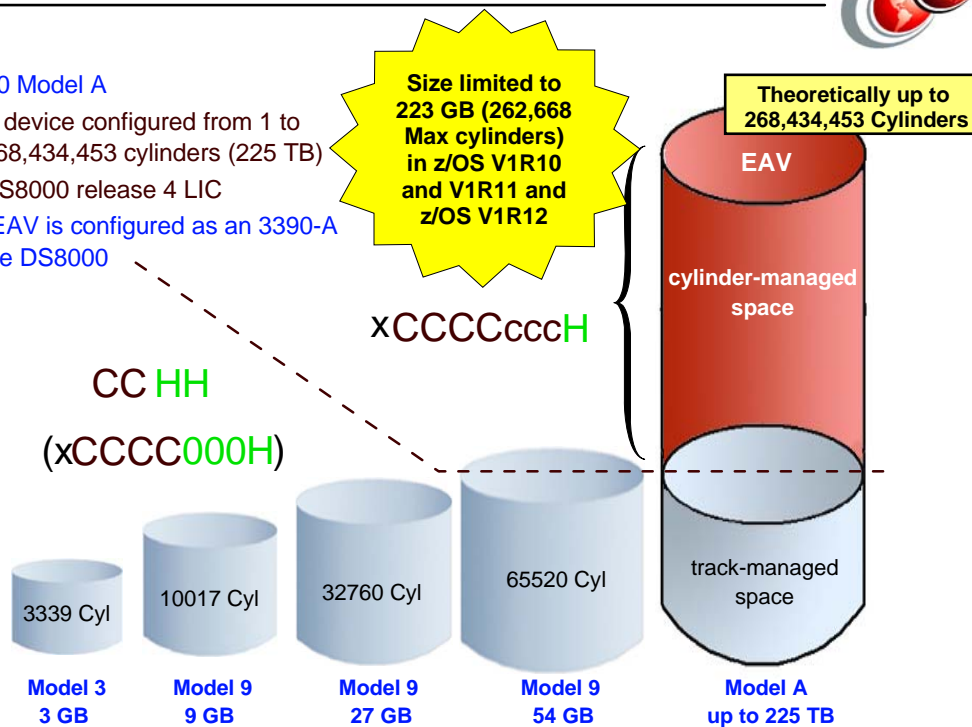 0 Model A
device configured from 1 to
68,434,453 cylinders (225 TB)
S8000 release 4 LIC
EAV is configured as an 3390-A
e DS8000
Size limited to
223 GB (262,668
Max cylinders)
in z/OS V1R10
and V1R11 and
z/OS V1R12
Theoretically up to
268,434,453 Cylinders
EAV
cylinder-managed
space
xCCCCcccH
CC HH
(xCCCC000H)
3339 Cyl
10017 Cyl
32760 Cyl
65520 Cyl
track-managed
space
Model 3
3 GB
Model 9
9 GB
Model 9
27 GB
Model 9
54 GB
Model A
up to 225 TB